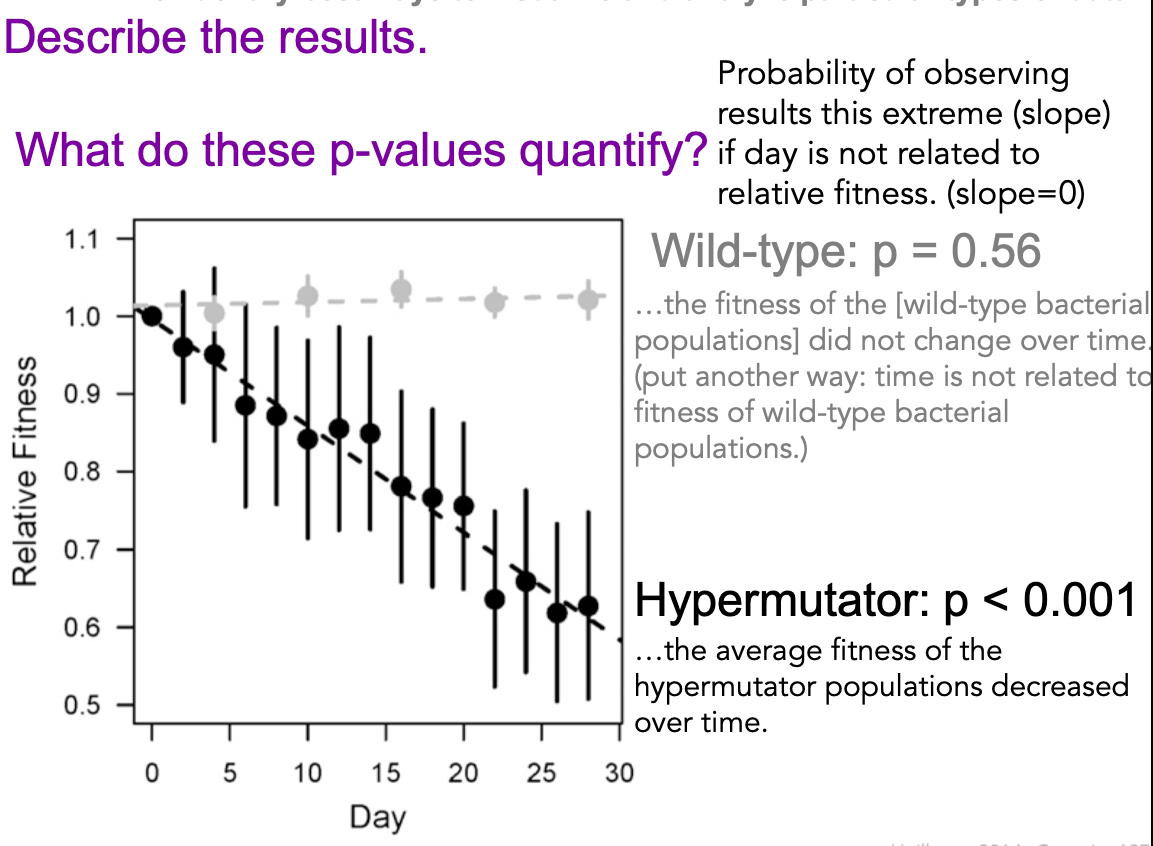 Describe the results.
Probability of observing
results this extreme (slope)
What do these p-values quantify? if day is not related to
relative fitness. (slope=0)
Wild-type: p = 0.56
…the fitness of the [wild-type bacterial
populations] did not change over time.
(put another way: time is not related to
fitness of wild-type bacterial
populations.)
Hypermutator: p < 0.001
…the average fitness of the
hypermutator populations decreased
over time.
Relative Fitness
1.1
1.0
0.9
0.8
0.7
0.6
0.5
0 5 10 15 20 25 30
Day